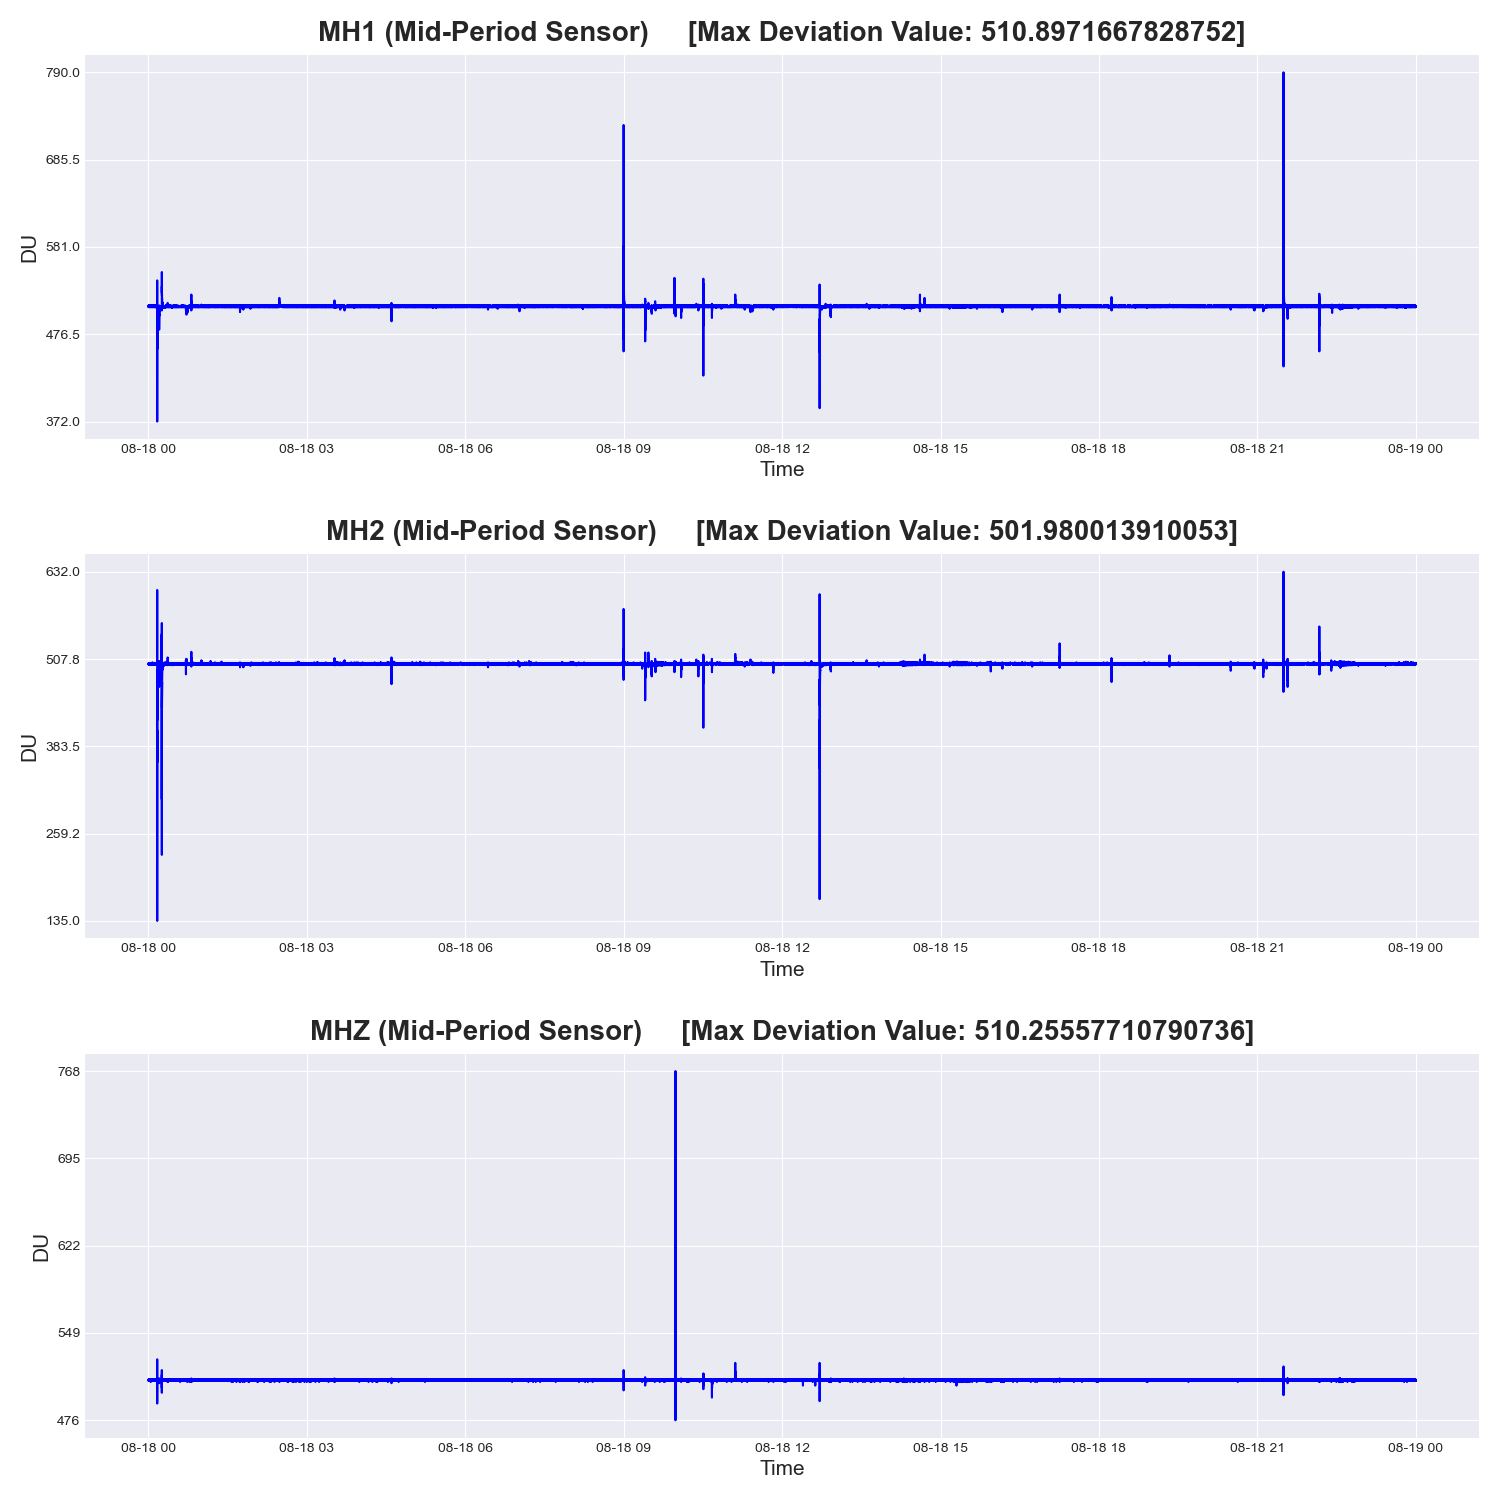 MH1 (Mid-Period Sensor)     [Max Deviation Value: 510.8971667828752]
790.0
685.5
581.0
476.5
372.0
DU
08-18 00 08-18 03 08-18 06 08-18 09 08-18 12 08-18 15 08-18 18 08-18 21 08-19 00
Time
MH2 (Mid-Period Sensor)     [Max Deviation Value: 501.980013910053]
632.0
507.8
383.5
259.2
135.0
DU
08-18 00 08-18 03 08-18 06 08-18 09 08-18 12 08-18 15 08-18 18 08-18 21 08-19 00
Time
MHZ (Mid-Period Sensor)     [Max Deviation Value: 510.25557710790736]
768
695
622
549
476
DU
08-18 00 08-18 03 08-18 06 08-18 09 08-18 12 08-18 15 08-18 18 08-18 21 08-19 00
Time